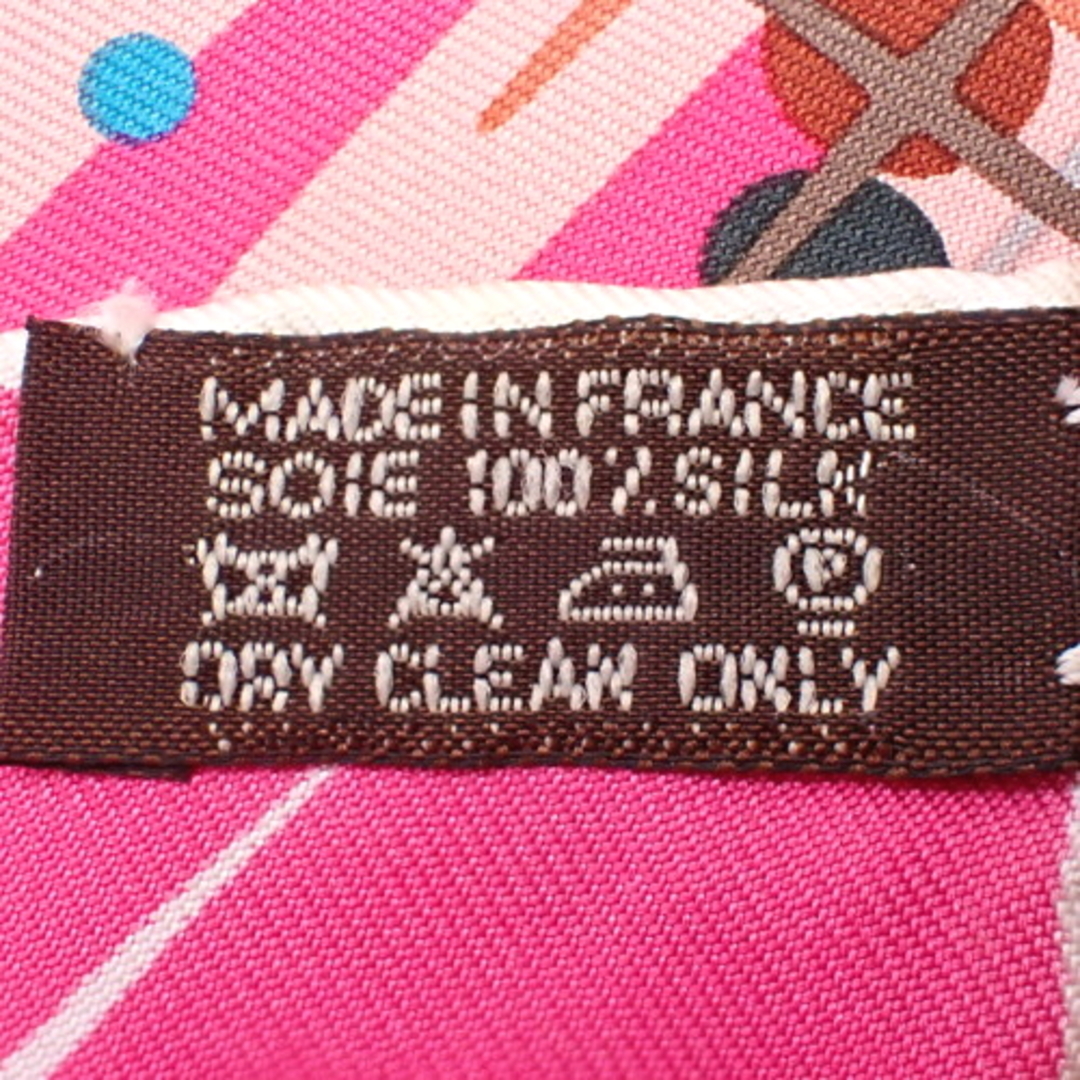 MADE IN FRANCE
SOIE 100% SILK
P
DRY CLEAN ONLY